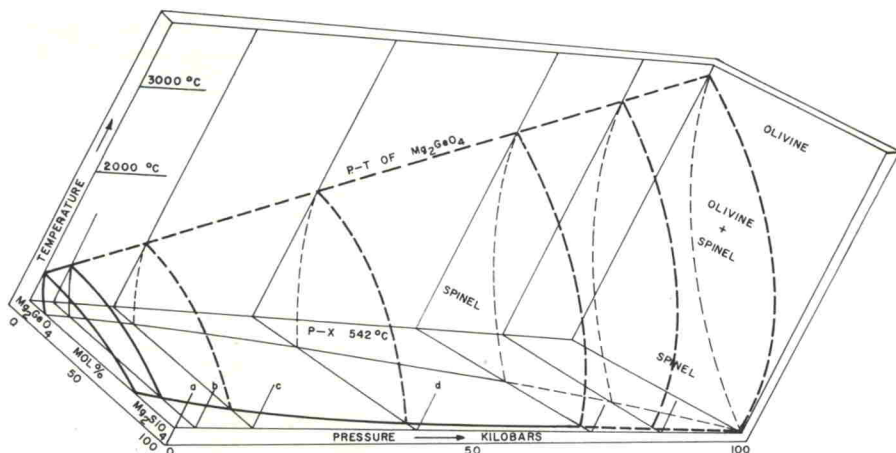 3000 °C
OLIVINE
2000 °C
P-T OF Mg₂GeO₄
TEMPERATURE
OLIVINE
+
SPINEL
SPINEL
P-X 542°C
SPINEL
Mg₂GeO₄
0
MOL %
50
a
b
c
d
Mg₂SiO₄
100
0
PRESSURE
KILOBARS
50
100